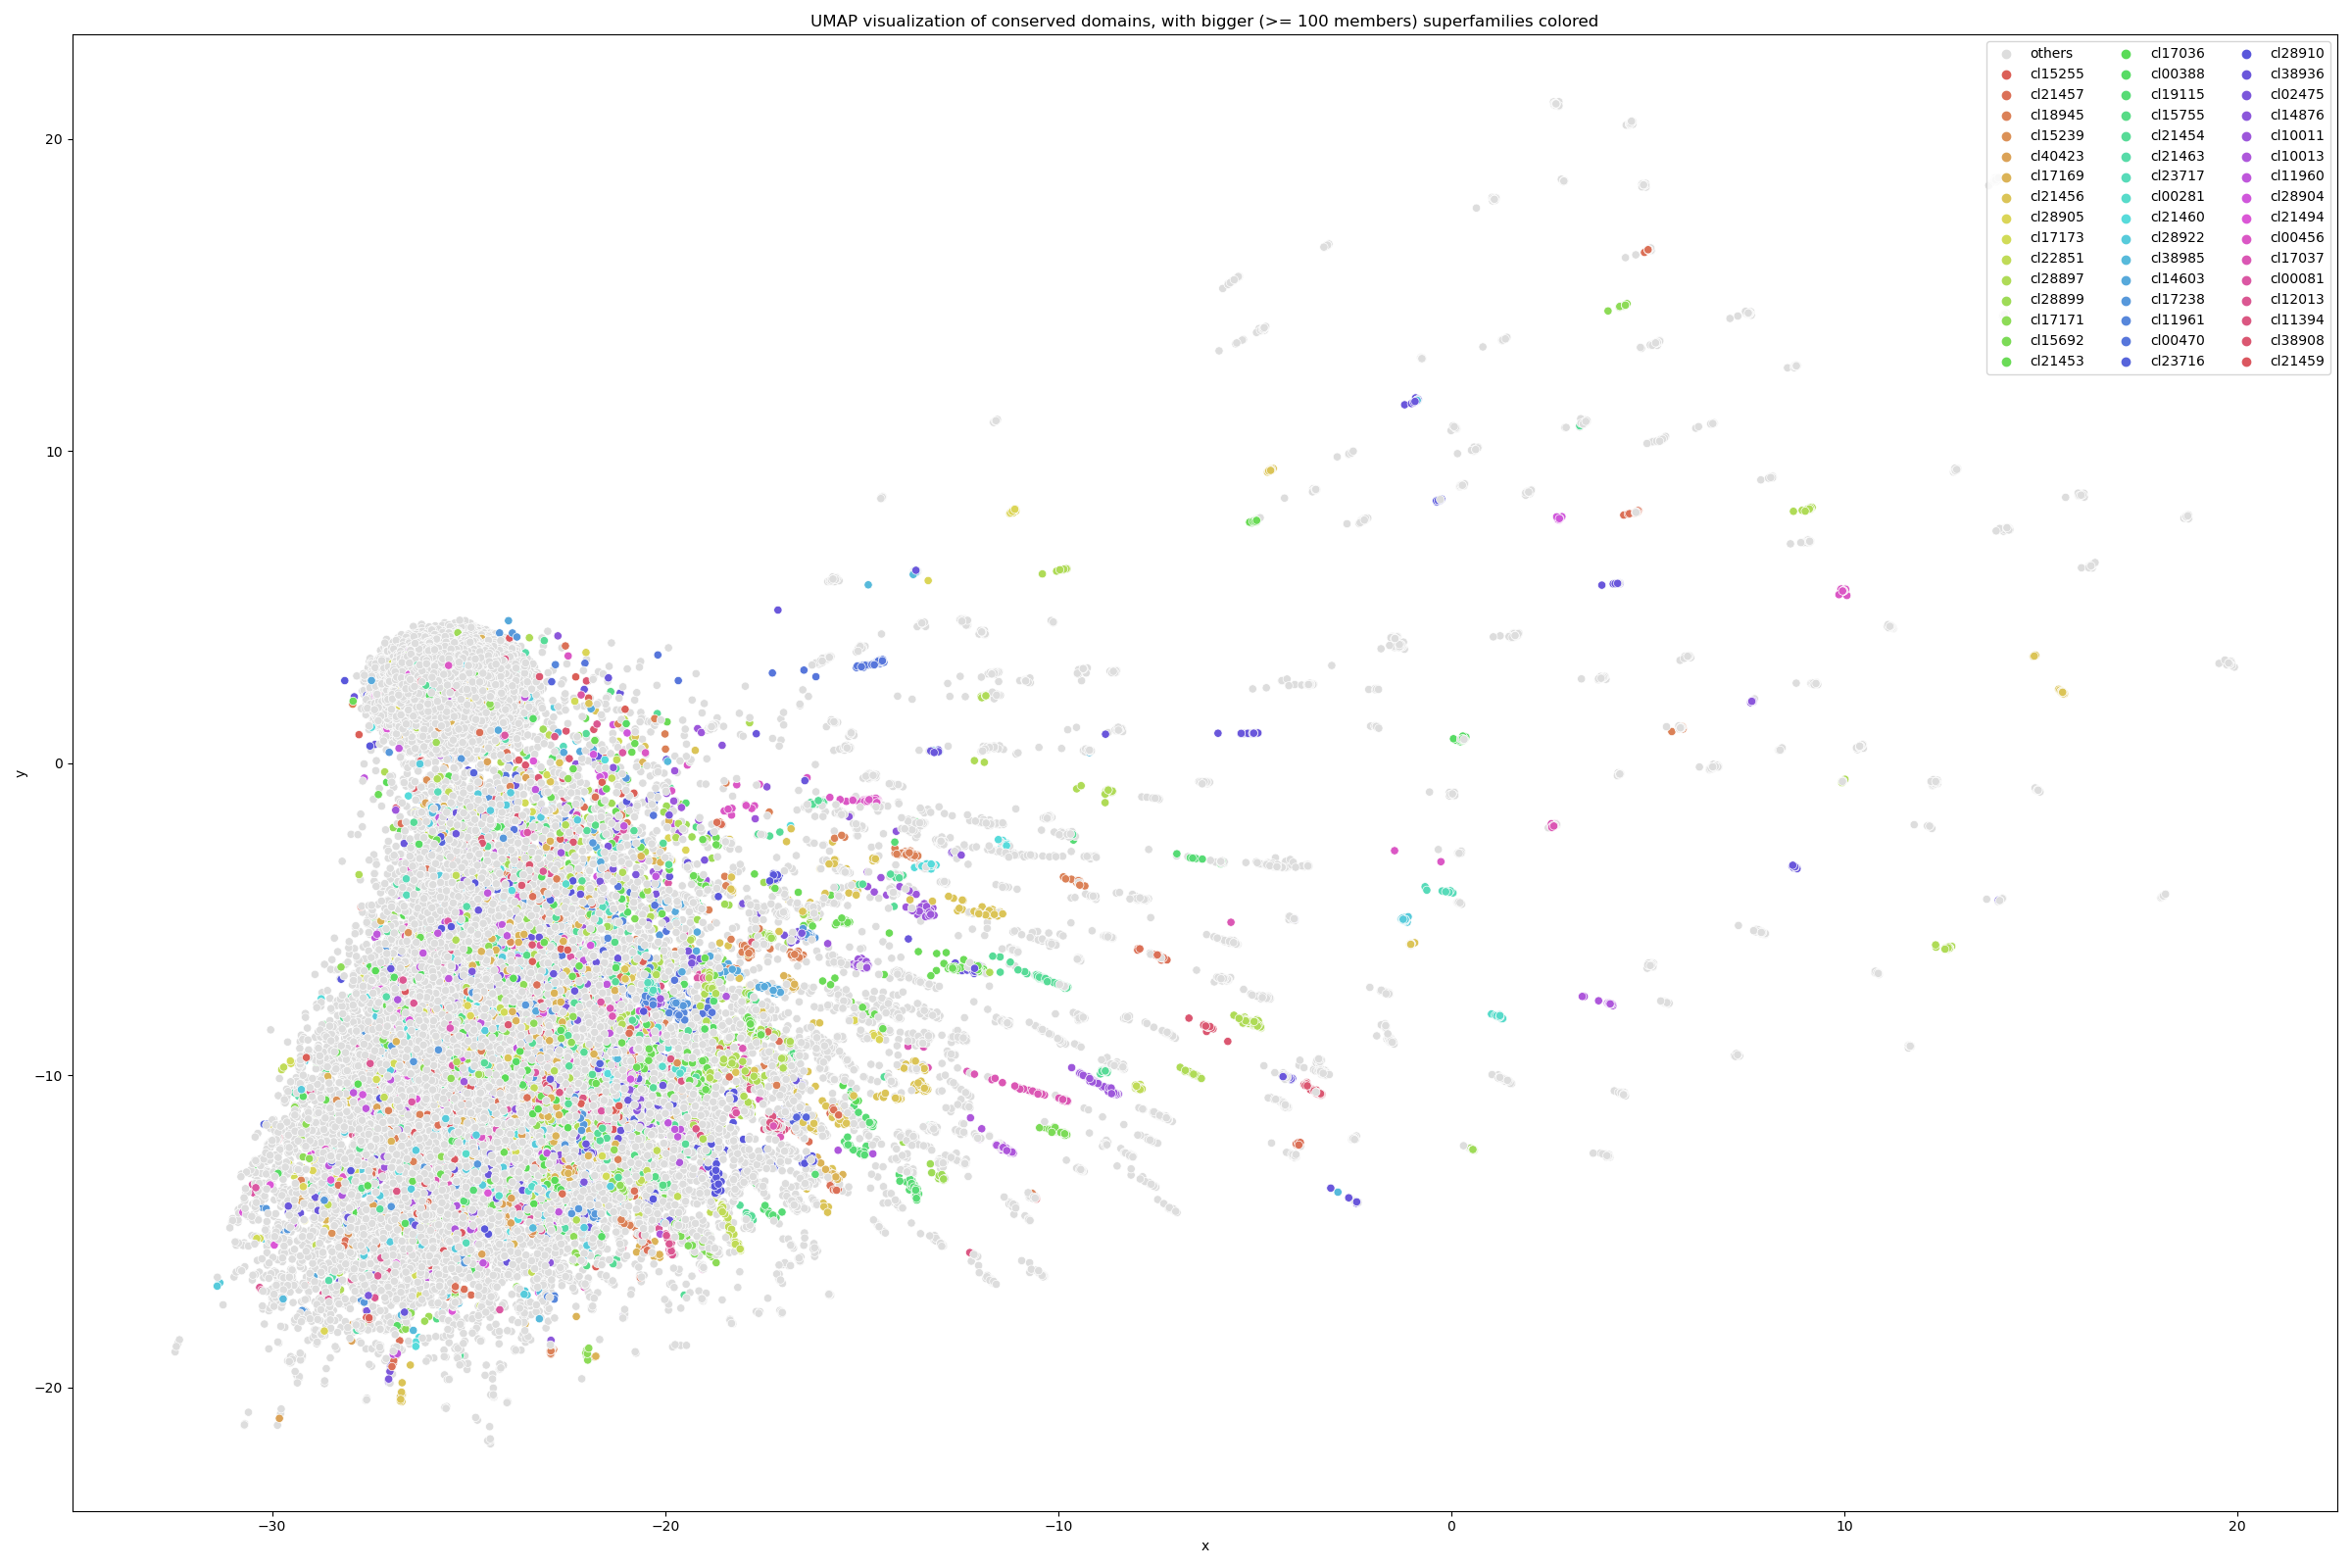 UMAP visualization of conserved domains, with bigger (>= 100 members) superfamilies colored
others
cl15255
cl21457
cl18945
cl15239
cl40423
cl17169
cl21456
cl28905
cl17173
cl22851
cl28897
cl28899
cl17171
cl15692
cl21453
cl17036
cl00388
cl19115
cl15755
cl21454
cl21463
cl23717
cl00281
cl21460
cl28922
cl38985
cl14603
cl17238
cl11961
cl00470
cl23716
cl28910
cl38936
cl02475
cl14876
cl10011
cl10013
cl11960
cl28904
cl21494
cl00456
cl17037
cl00081
cl12013
cl11394
cl38908
cl21459
20
10
0
−10
−20
y
−30
−20
−10
0
10
20
x